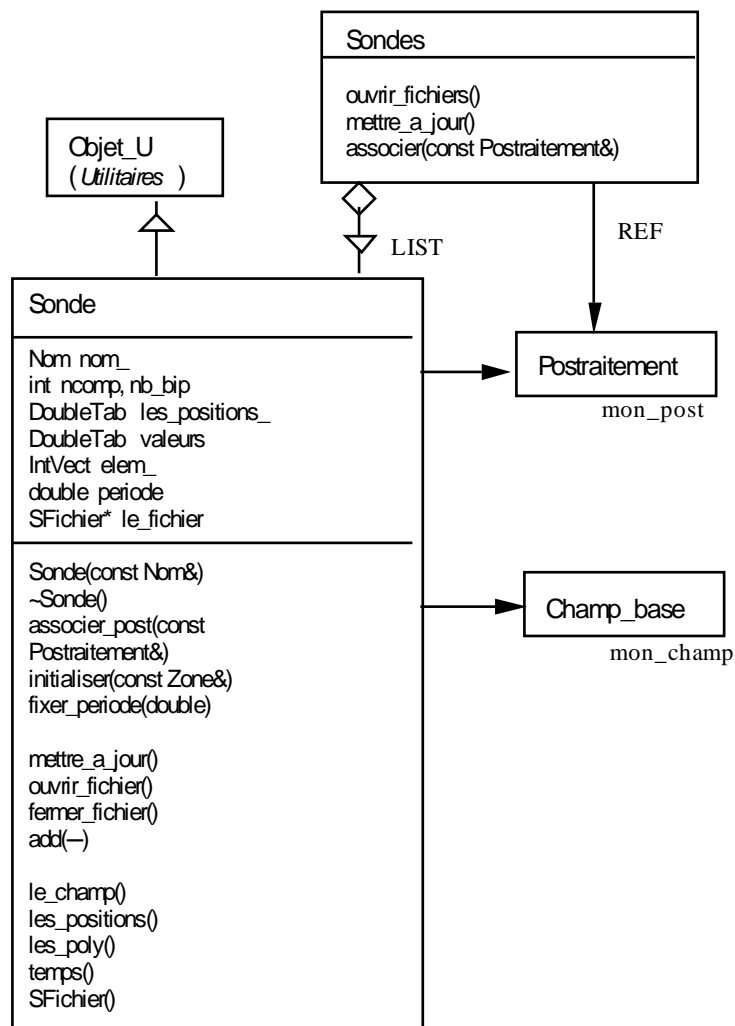 Sondes
ouvrir_fichiers()
mettre_a_jour()
associer(const Postraitement&)
Objet_U
(Utilitaires )
LIST
REF
Sonde
Nom nom_
int ncomp, nb_bip
DoubleTab les_positions_
DoubleTab valeurs
IntVect elem_
double periode
SFichier* le_fichier
Postraitement
mon_post
Sonde(const Nom&)
~Sonde()
associer_post(const
Postraitement&)
initialiser(const Zone&)
fixer_periode(double)
Champ_base
mon_champ
mettre_a_jour()
ouvrir_fichier()
fermer_fichier()
add(---)
le_champ()
les_positions()
les_poly()
temps()
SFichier()